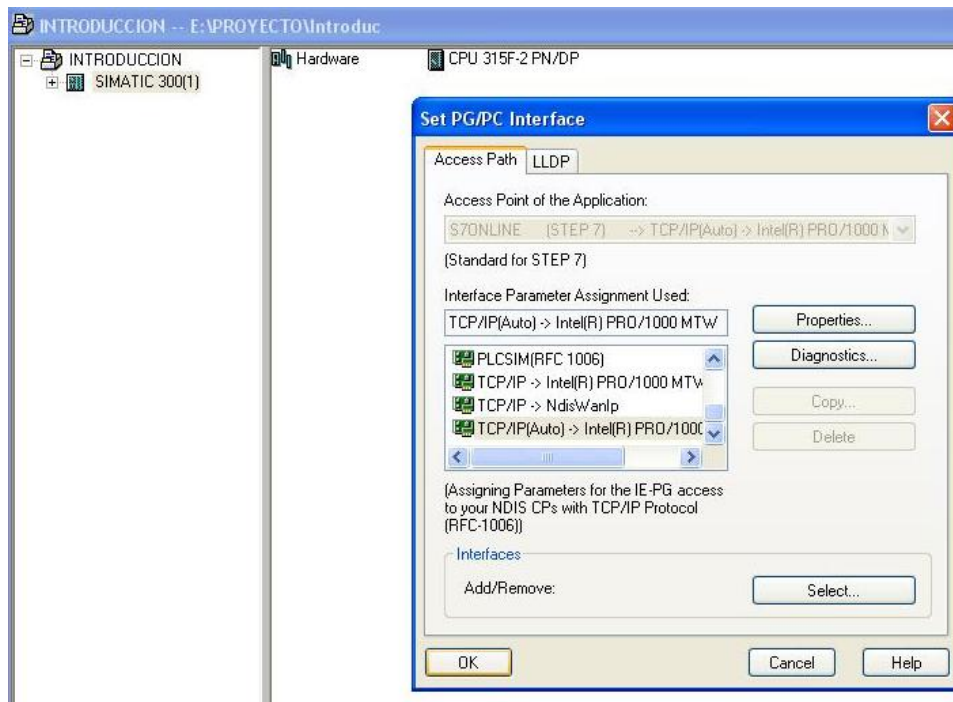 INTRODUCCION -- E:\PROYECTO\Introduc
INTRODUCCION
SIMATIC 300(1)
Hardware
CPU 315F-2 PN/DP
Set PG/PC Interface
Access Path
LLDP
Access Point of the Application:
S7ONLINE (STEP 7) --> TCP/IP(Auto) -> Intel(R) PRO/1000 M
(Standard for STEP 7)
Interface Parameter Assignment Used:
TCP/IP(Auto) -> Intel(R) PRO/1000 MTW
Properties...
PLCSIM(RFC 1006)
Diagnostics...
TCP/IP -> Intel(R) PRO/1000 MTW
TCP/IP -> NdisWanIp
Copy...
TCP/IP(Auto) -> Intel(R) PRO/1000
Delete
(Assigning Parameters for the IE-PG access
to your NDIS CPs with TCP/IP Protocol
(RFC-1006))
Interfaces
Add/Remove:
Select...
OK
Cancel
Help